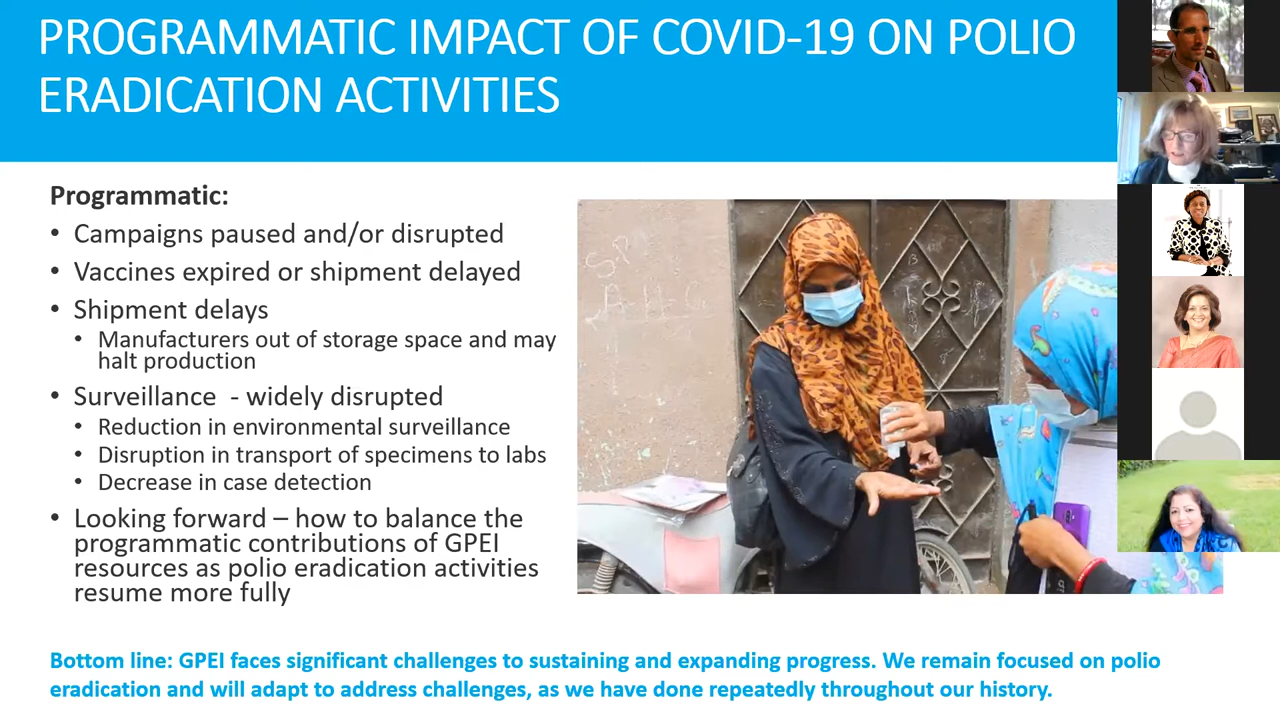 PROGRAMMATIC IMPACT OF COVID-19 ON POLIO
ERADICATION ACTIVITIES
Programmatic:
• Campaigns paused and/or disrupted
• Vaccines expired or shipment delayed
• Shipment delays
• Manufacturers out of storage space and may
halt production
• Surveillance - widely disrupted
• Reduction in environmental surveillance
• Disruption in transport of specimens to labs
• Decrease in case detection
• Looking forward – how to balance the
programmatic contributions of GPEI
resources as polio eradication activities
resume more fully
Bottom line: GPEI faces significant challenges to sustaining and expanding progress. We remain focused on polio
eradication and will adapt to address challenges, as we have done repeatedly throughout our history.